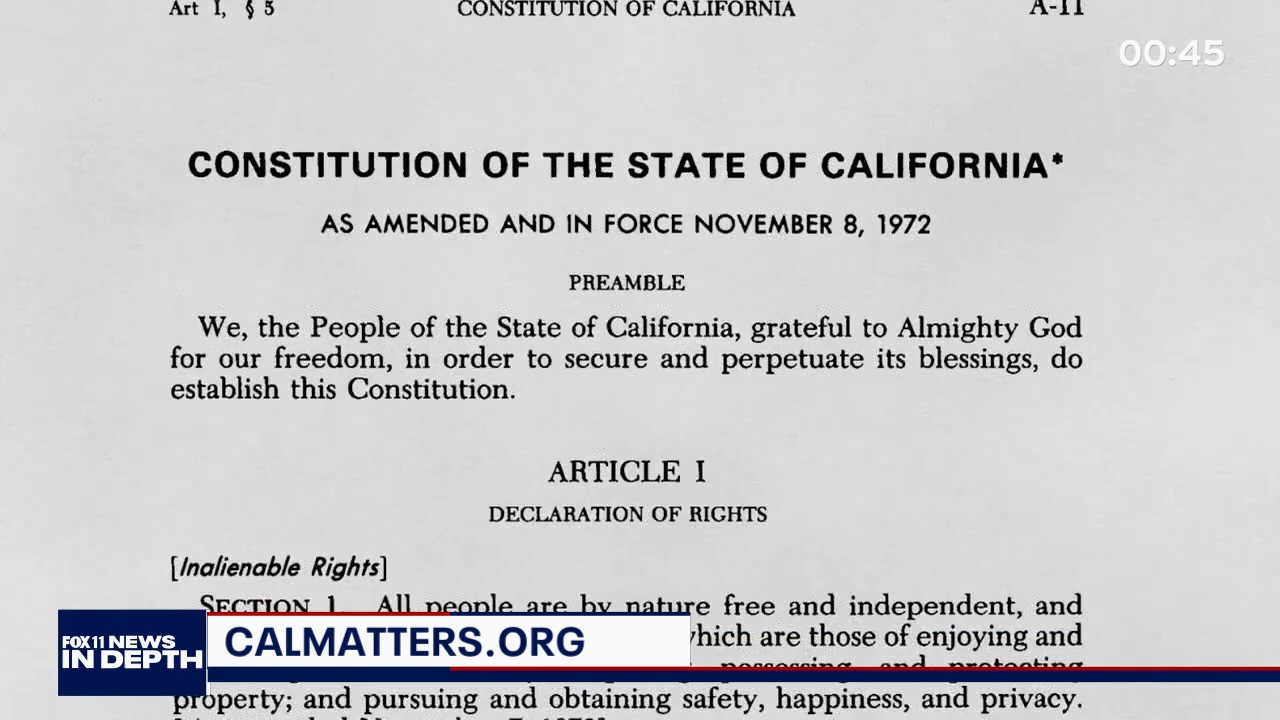 Art I, § 3 CONSTITUTION OF CALIFORNIA A-11
00:45
CONSTITUTION OF THE STATE OF CALIFORNIA*
AS AMENDED AND IN FORCE NOVEMBER 8, 1972
PREAMBLE
We, the People of the State of California, grateful to Almighty God
for our freedom, in order to secure and perpetuate its blessings, do
establish this Constitution.
ARTICLE I
DECLARATION OF RIGHTS
[Inalienable Rights]
SECTION 1. All people are by nature free and independent, and
which are those of enjoying and
possessing, and protecting
property; and pursuing and obtaining safety, happiness, and privacy.
FOX 11 NEWS
IN DEPTH
CALMATTERS.ORG